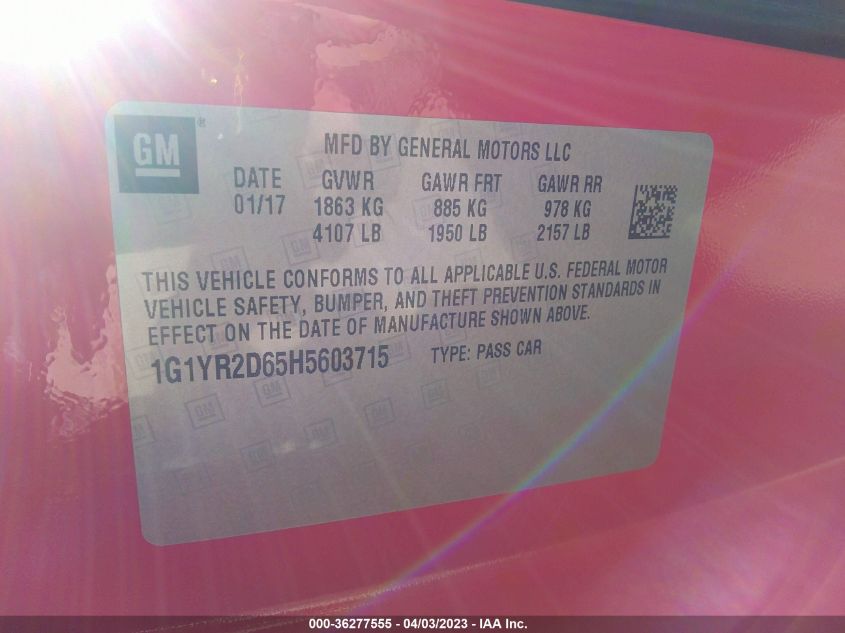 GM ®
MFD BY GENERAL MOTORS LLC
DATE GVWR GAWR FRT GAWR RR
01/17 1863 KG 885 KG 978 KG
4107 LB 1950 LB 2157 LB
THIS VEHICLE CONFORMS TO ALL APPLICABLE U.S. FEDERAL MOTOR
VEHICLE SAFETY, BUMPER, AND THEFT PREVENTION STANDARDS IN
EFFECT ON THE DATE OF MANUFACTURE SHOWN ABOVE.
1G1YR2D65H5603715 TYPE: PASS CAR
000-36277555 - 04/03/2023 - IAA Inc.